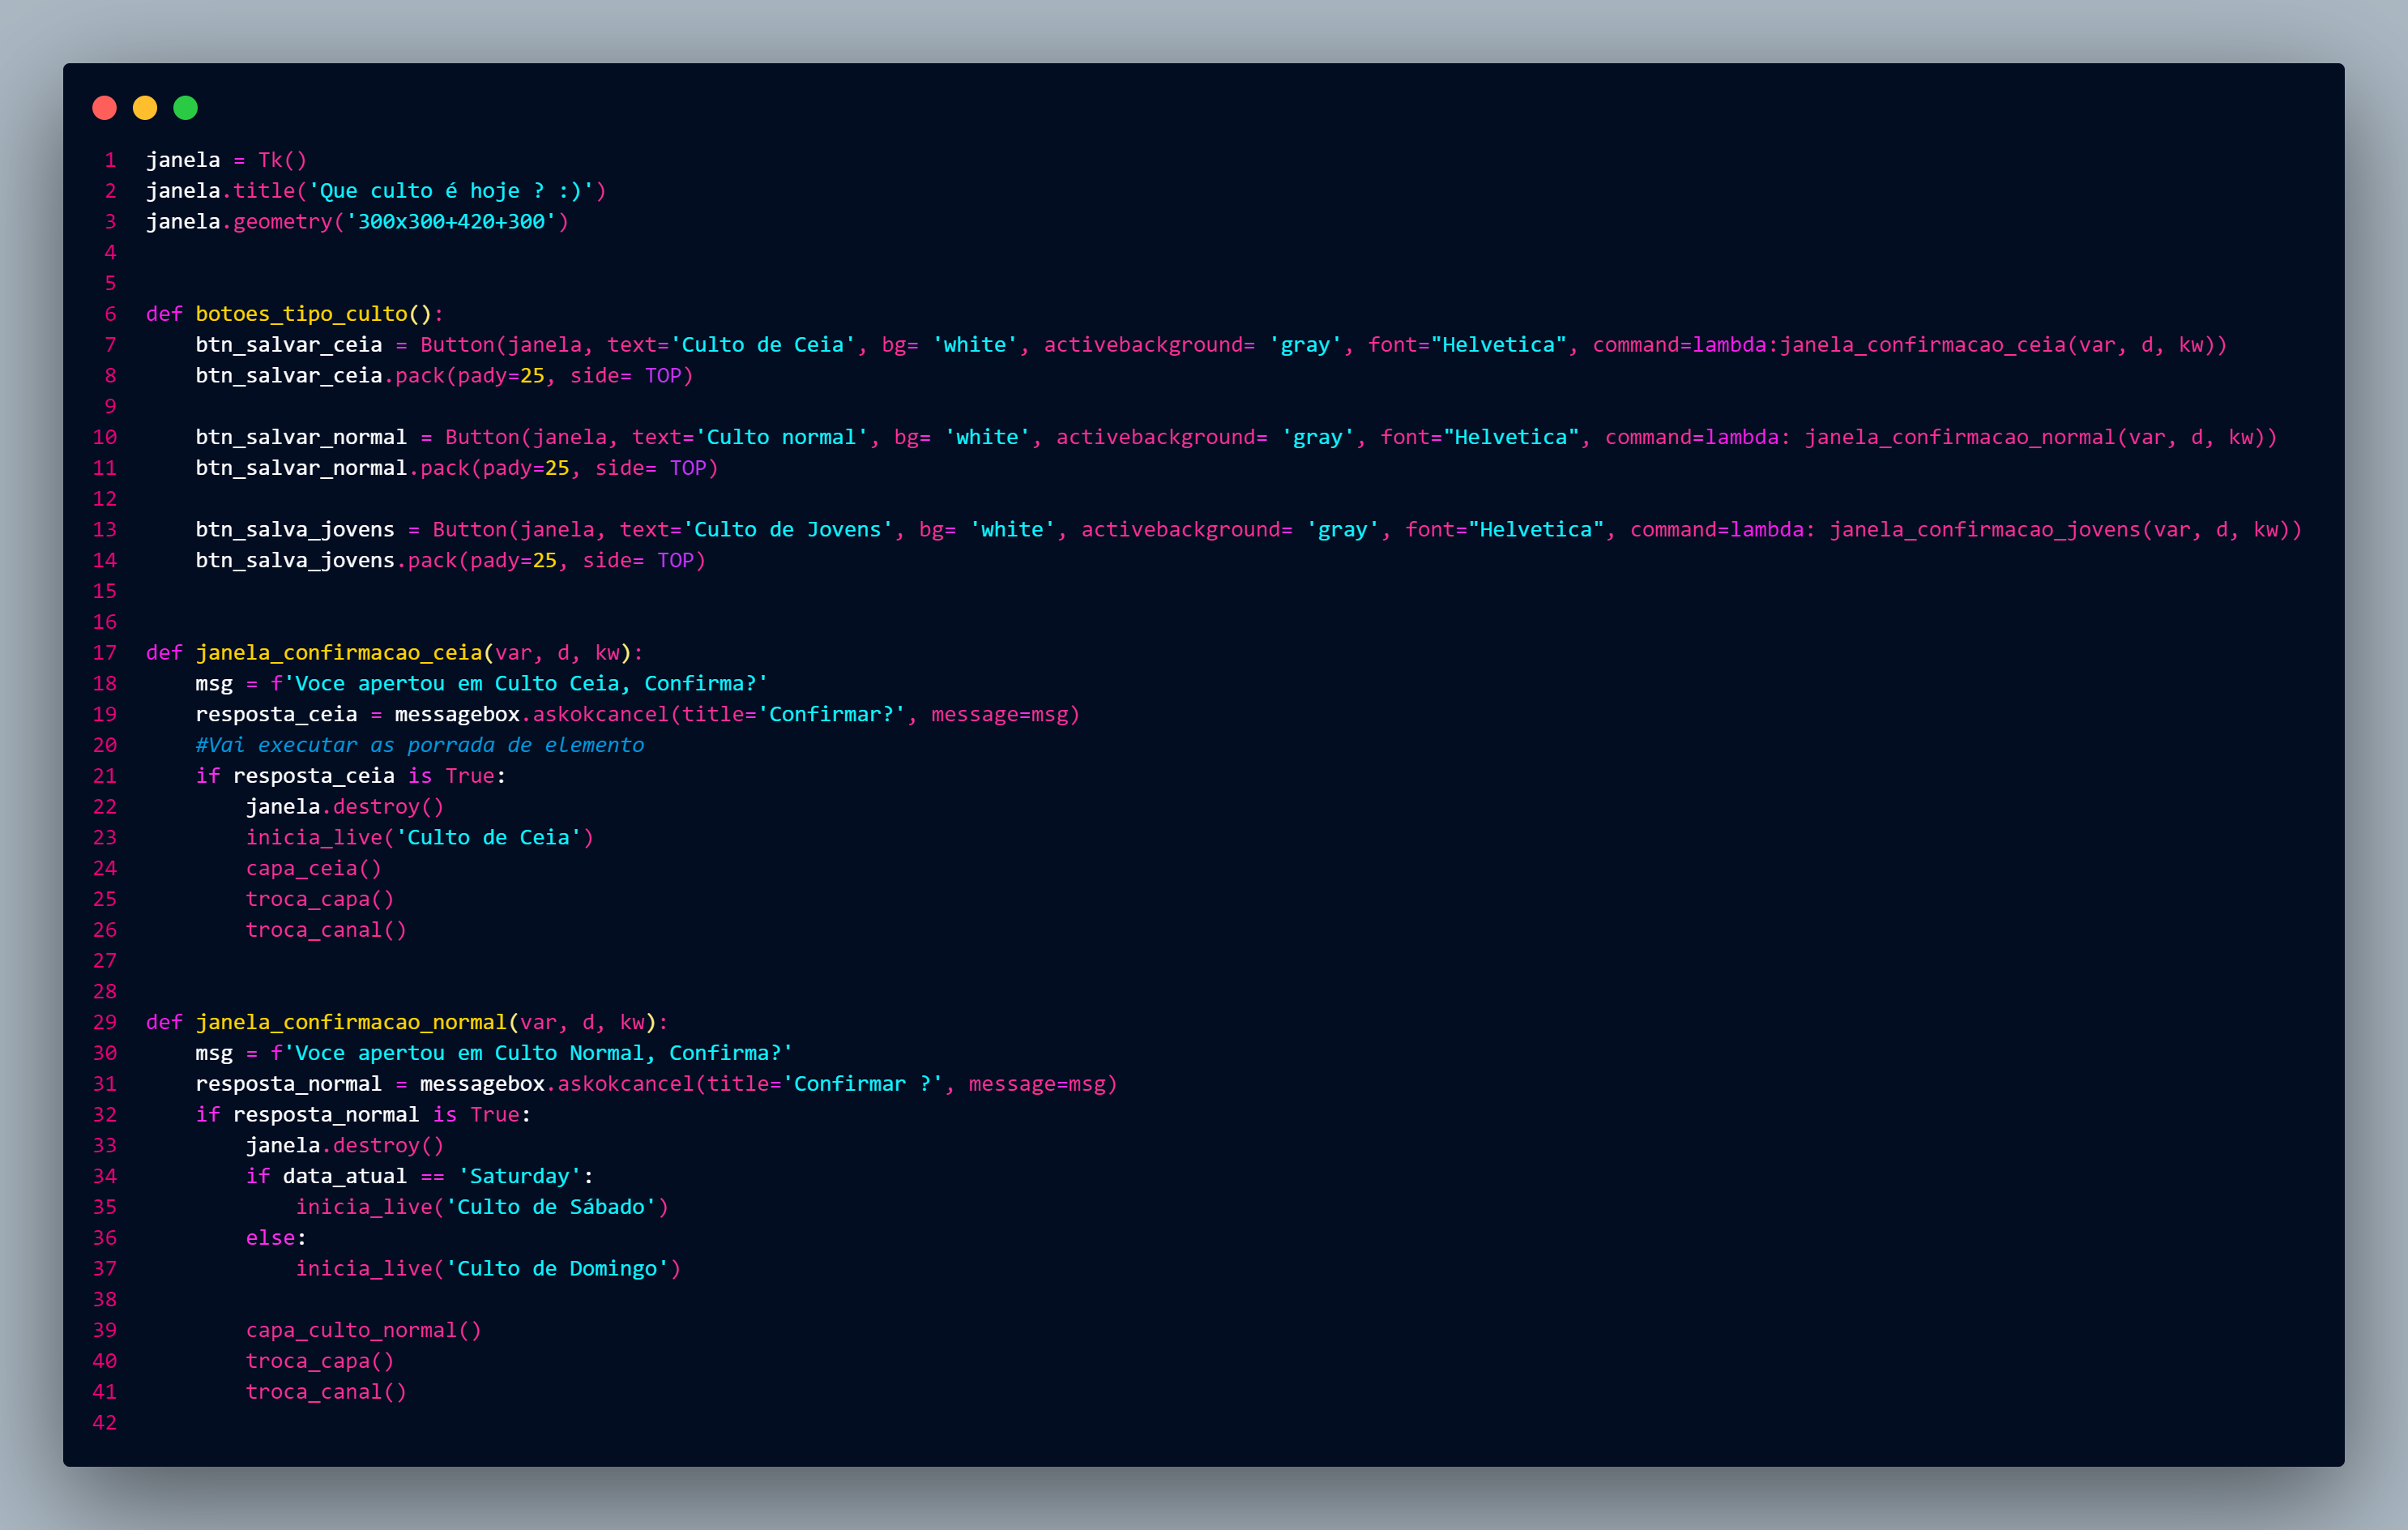 1 janela = Tk()
2 janela.title('Que culto é hoje ? :)')
3 janela.geometry('300x300+420+300')
4
5
6 def botoes_tipo_culto():
7     btn_salvar_ceia = Button(janela, text='Culto de Ceia', bg= 'white', activebackground= 'gray', font="Helvetica", command=lambda:janela_confirmacao_ceia(var, d, kw))
8     btn_salvar_ceia.pack(pady=25, side= TOP)
9
10     btn_salvar_normal = Button(janela, text='Culto normal', bg= 'white', activebackground= 'gray', font="Helvetica", command=lambda: janela_confirmacao_normal(var, d, kw))
11     btn_salvar_normal.pack(pady=25, side= TOP)
12
13     btn_salva_jovens = Button(janela, text='Culto de Jovens', bg= 'white', activebackground= 'gray', font="Helvetica", command=lambda: janela_confirmacao_jovens(var, d, kw))
14     btn_salva_jovens.pack(pady=25, side= TOP)
15
16
17 def janela_confirmacao_ceia(var, d, kw):
18     msg = f'Voce apertou em Culto Ceia, Confirma?'
19     resposta_ceia = messagebox.askokcancel(title='Confirmar?', message=msg)
20     #Vai executar as porrada de elemento
21     if resposta_ceia is True:
22         janela.destroy()
23         inicia_live('Culto de Ceia')
24         capa_ceia()
25         troca_capa()
26         troca_canal()
27
28
29 def janela_confirmacao_normal(var, d, kw):
30     msg = f'Voce apertou em Culto Normal, Confirma?'
31     resposta_normal = messagebox.askokcancel(title='Confirmar ?', message=msg)
32     if resposta_normal is True:
33         janela.destroy()
34         if data_atual == 'Saturday':
35             inicia_live('Culto de Sábado')
36         else:
37             inicia_live('Culto de Domingo')
38
39         capa_culto_normal()
40         troca_capa()
41         troca_canal()
42